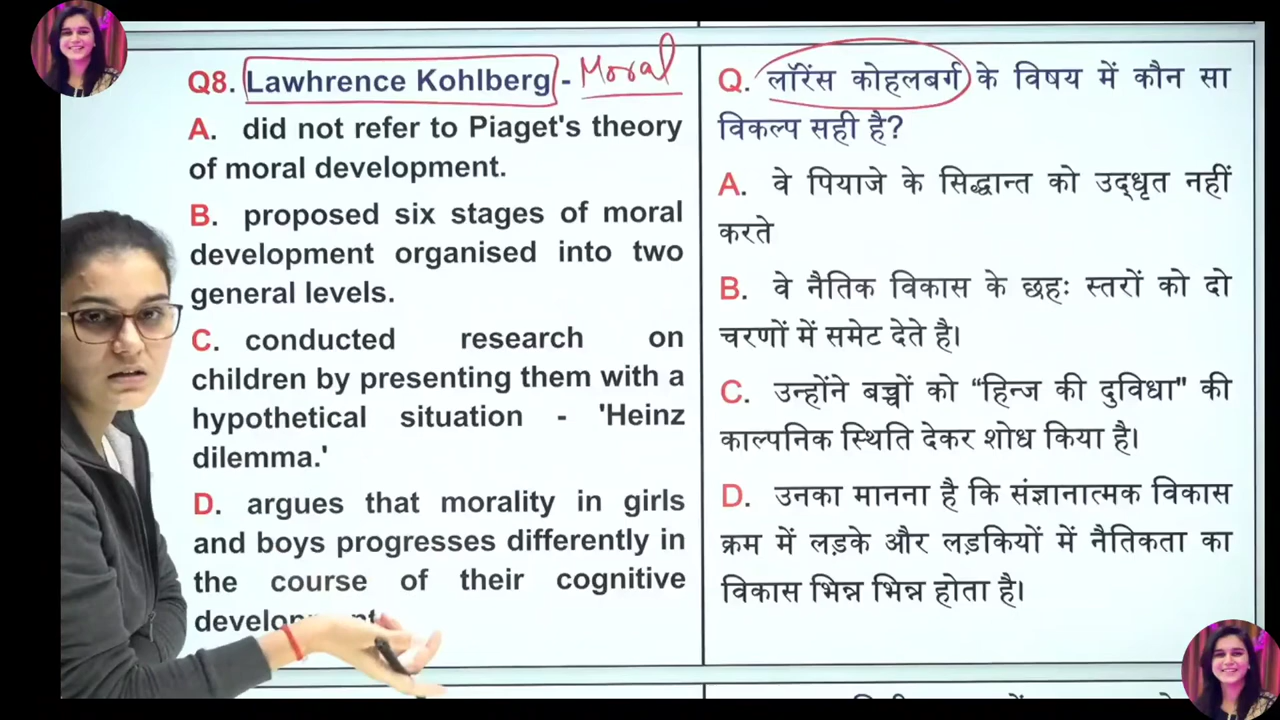 Q8. Lawhrence Kohlberg - Moral
A. did not refer to Piaget's theory
of moral development.
B. proposed six stages of moral
development organised into two
general levels.
C. conducted research on
children by presenting them with a
hypothetical situation - 'Heinz
dilemma.'
D. argues that morality in girls
and boys progresses differently in
the course of their cognitive
Q. लॉरेंस कोहलबर्ग के विषय में कौन सा
विकल्प सही है?
A. वे पियाजे के सिद्धान्त को उद्धृत नहीं
करते
B. वे नैतिक विकास के छहः स्तरों को दो
चरणों में समेट देते है।
C. उन्होंने बच्चों को “हिन्ज की दुविधा" की
काल्पनिक स्थिति देकर शोध किया है।
D. उनका मानना है कि संज्ञानात्मक विकास
क्रम में लड़के और लड़कियों में नैतिकता का
विकास भिन्न भिन्न होता है।